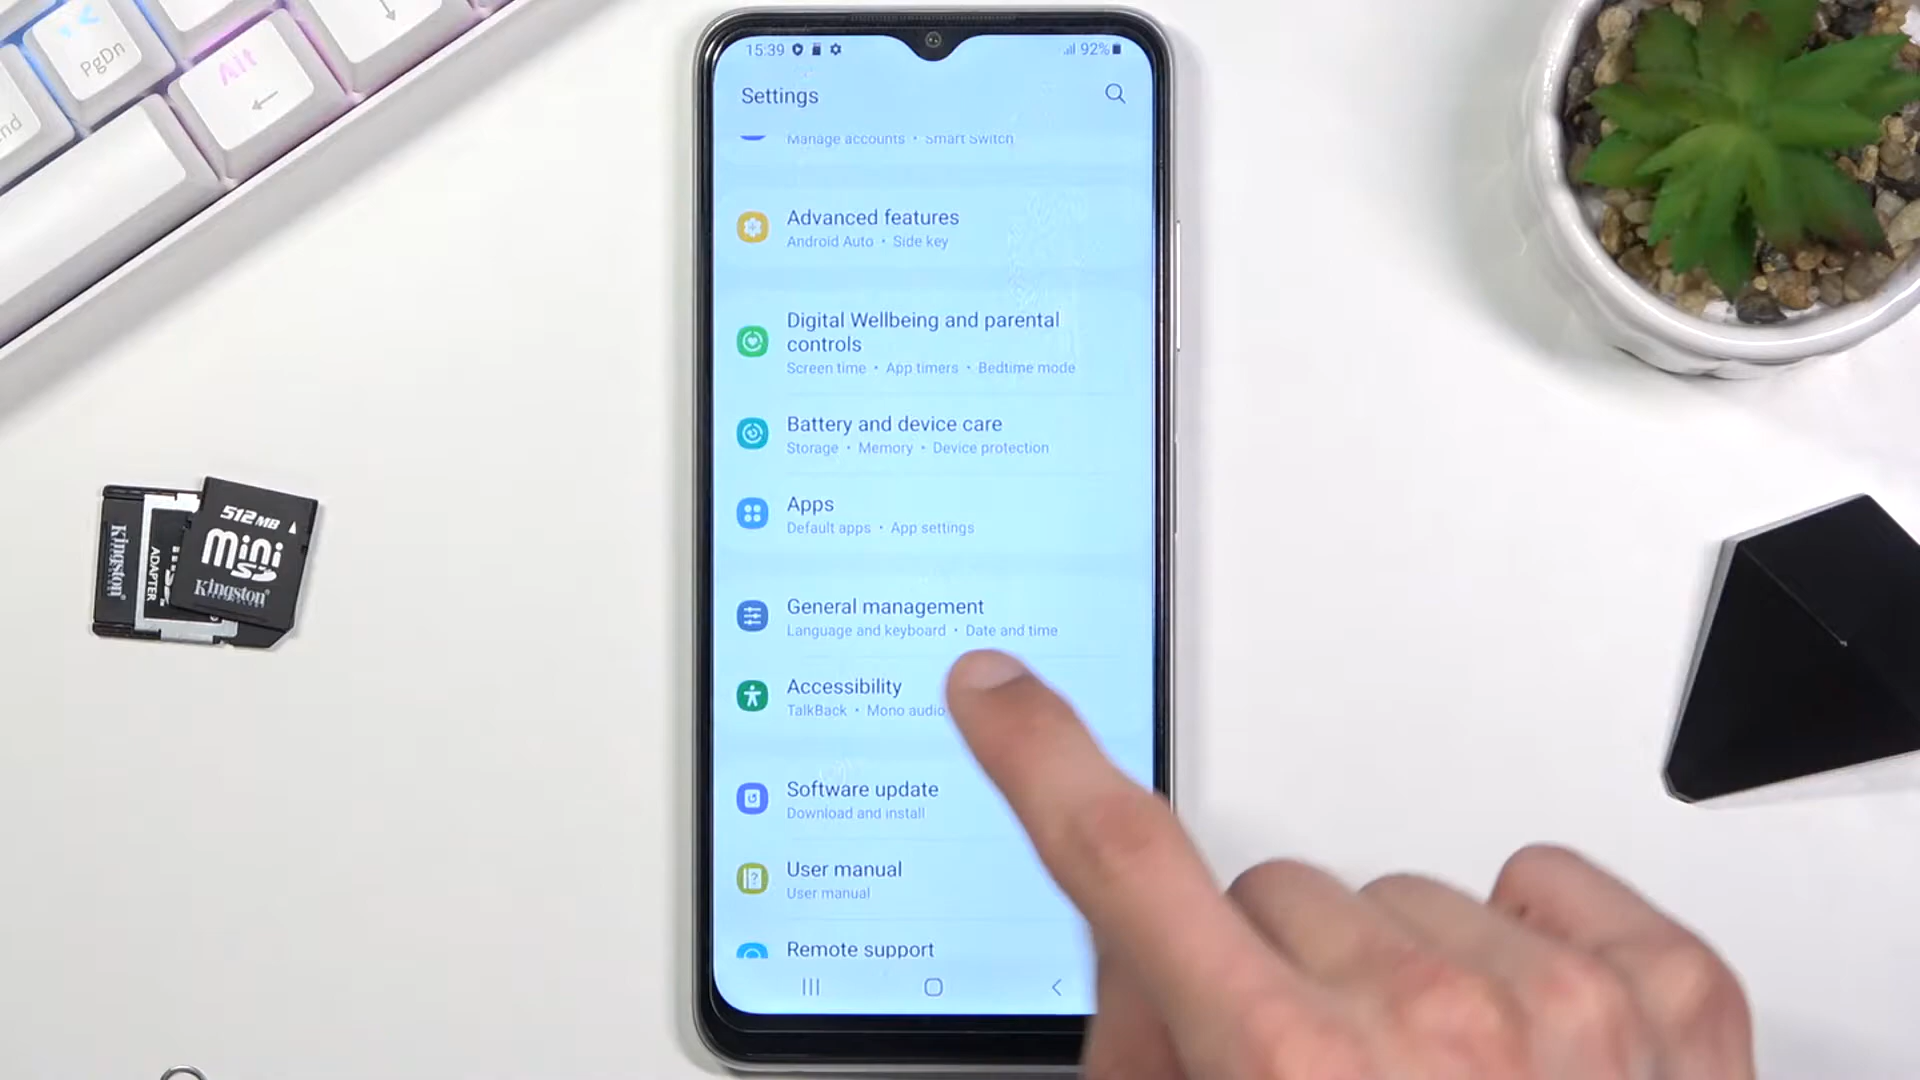 PgDn
Alt
nd
15:39
92%
Settings
Manage accounts • Smart Switch
Advanced features
Android Auto • Side key
Digital Wellbeing and parental
controls
Screen time • App timers • Bedtime mode
Battery and device care
Storage • Memory • Device protection
Apps
Default apps • App settings
General management
Language and keyboard • Date and time
Accessibility
TalkBack • Mono audio
Software update
Download and install
User manual
User manual
Remote support
512MB
mini
SD
Kingston
Kingston
ADAPTER